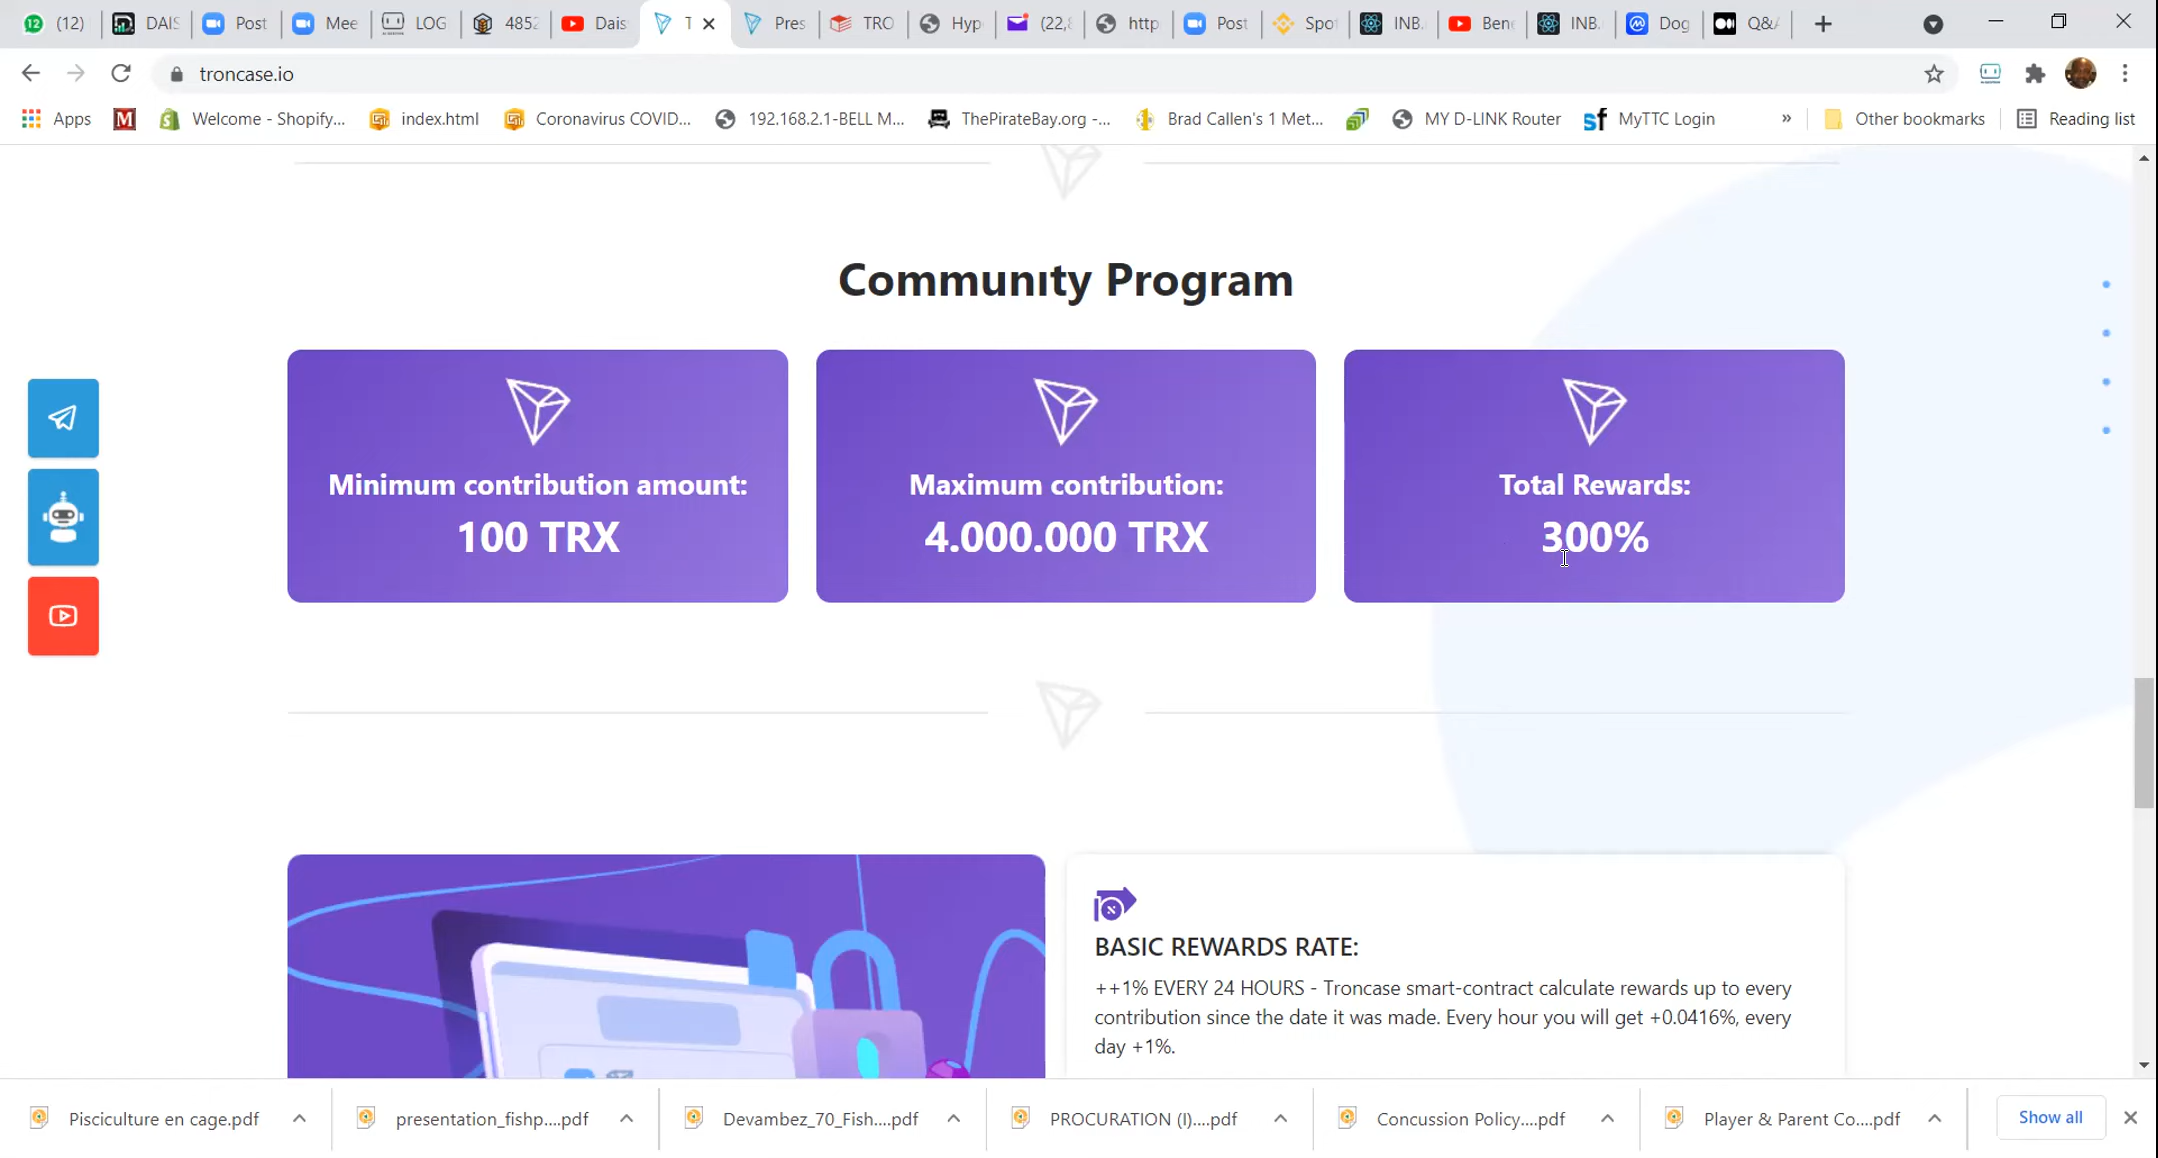 12 (12) DAIS Post Mee LOG 485 Dais T Pres TRO Hyp (22, http Post Spo INB. Ben INB. Dog Q&A
troncase.io
Apps Welcome - Shopify... index.html Coronavirus COVID... 192.168.2.1-BELL M... ThePirateBay.org -... Brad Callen's 1 Met... MY D-LINK Router MyTTC Login » Other bookmarks Reading list
Communıty Program
Minimum contribution amount:
100 TRX
Maximum contribution:
4.000.000 TRX
Total Rewards:
300%
BASIC REWARDS RATE:
++1% EVERY 24 HOURS - Troncase smart-contract calculate rewards up to every
contribution since the date it was made. Every hour you will get +0.0416%, every
day +1%.
Pisciculture en cage.pdf presentation_fishp....pdf Devambez_70_Fish....pdf PROCURATION (I)....pdf Concussion Policy....pdf Player & Parent Co....pdf Show all